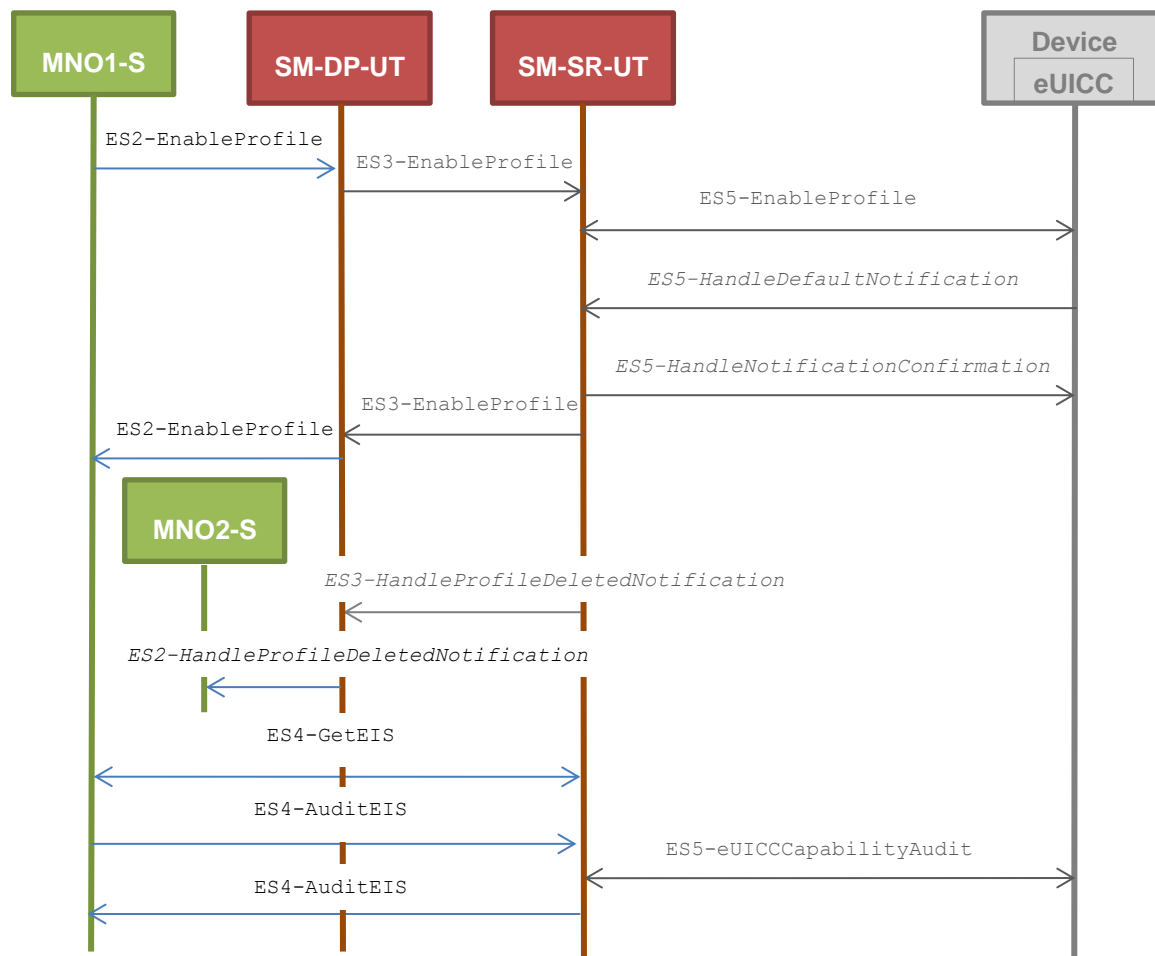 MNO1-S
SM-DP-UT
SM-SR-UT
Device
eUICC
ES2-EnableProfile
ES3-EnableProfile
ES5-EnableProfile
ES5-HandleDefaultNotification
ES5-HandleNotificationConfirmation
ES3-EnableProfile
ES2-EnableProfile
MNO2-S
ES3-HandleProfileDeletedNotification
ES2-HandleProfileDeletedNotification
ES4-GetEIS
ES4-AuditEIS
ES5-eUICCCapabilityAudit
ES4-AuditEIS